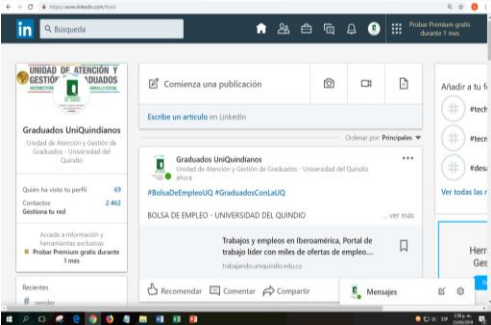 https://www.linkedin.com/feed/
in
Búsqueda
Probar Premium gratis
durante 1 mes
UNIDAD DE ATENCIÓN Y
GESTIÓN
GRADUADOS
Graduados UniQuindianos
Unidad de Atención y Gestión de
Graduados - Universidad del
Quindío
Quién ha visto tu perfil 69
Contactos 2.462
Gestiona tu red
Accede a información y
herramientas exclusivas
Probar Premium gratis durante
1 mes
Recientes
# sender
Comienza una publicación
Escribe un artículo en LinkedIn
Ordenar por: Principales
Graduados UniQuindianos
Unidad de Atención y Gestión de Graduados - Universidad del Quindío
ahora
#BolsaDeEmpleoUQ #GraduadosConLaUQ
BOLSA DE EMPLEO - UNIVERSIDAD DEL QUINDIO
... ver más
Trabajos y empleos en Iberoamérica, Portal de
trabajo líder con miles de ofertas de empleo....
trabajando.uniquindio.edu.co
Recomendar Comentar Compartir
Mensajes
Añadir a tu f
# #tech
# #tecn
# #desa
Ver todas las r
Herr
Ges